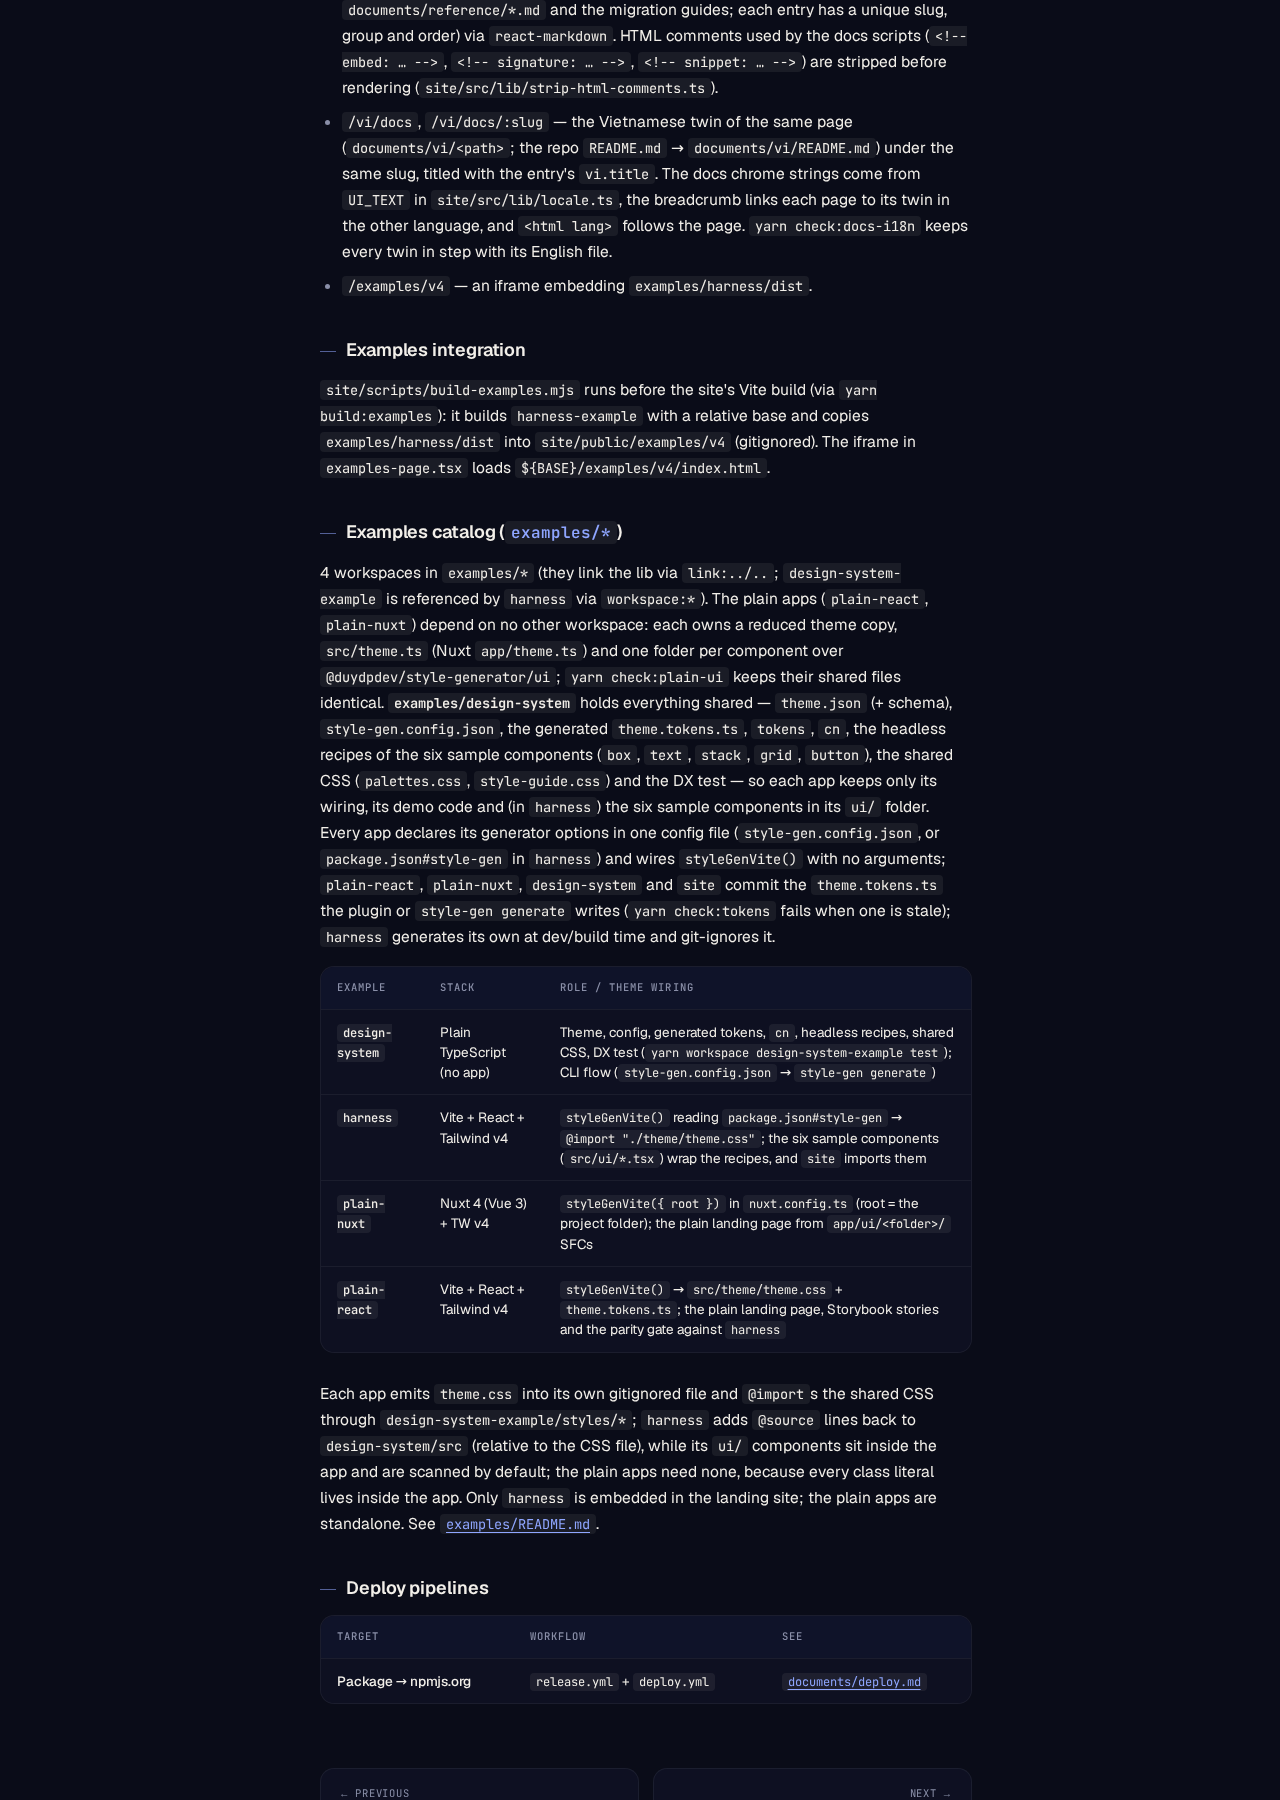 documents/reference/*.md and the migration guides; each entry has a unique slug,
group and order) via react-markdown. HTML comments used by the docs scripts ( <!--
embed: … --> , <!-- signature: … --> , <!-- snippet: … --> ) are stripped before
rendering ( site/src/lib/strip-html-comments.ts ).
• /vi/docs , /vi/docs/:slug — the Vietnamese twin of the same page
( documents/vi/<path> ; the repo README.md → documents/vi/README.md ) under the
same slug, titled with the entry's vi.title . The docs chrome strings come from
UI_TEXT in site/src/lib/locale.ts , the breadcrumb links each page to its twin in
the other language, and <html lang> follows the page. yarn check:docs-i18n keeps
every twin in step with its English file.
• /examples/v4 — an iframe embedding examples/harness/dist .
— Examples integration
site/scripts/build-examples.mjs runs before the site's Vite build (via yarn
build:examples ): it builds harness-example with a relative base and copies
examples/harness/dist into site/public/examples/v4 (gitignored). The iframe in
examples-page.tsx loads ${BASE}/examples/v4/index.html .
— Examples catalog ( examples/* )
4 workspaces in examples/* (they link the lib via link:../.. ; design-system-
example is referenced by harness via workspace:* ). The plain apps ( plain-react ,
plain-nuxt ) depend on no other workspace: each owns a reduced theme copy,
src/theme.ts (Nuxt app/theme.ts ) and one folder per component over
@duydpdev/style-generator/ui ; yarn check:plain-ui keeps their shared files
identical. examples/design-system holds everything shared — theme.json (+ schema),
style-gen.config.json , the generated theme.tokens.ts , tokens , cn , the headless
recipes of the six sample components ( box , text , stack , grid , button ), the shared
CSS ( palettes.css , style-guide.css ) and the DX test — so each app keeps only its
wiring, its demo code and (in harness ) the six sample components in its ui/ folder.
Every app declares its generator options in one config file ( style-gen.config.json , or
package.json#style-gen in harness ) and wires styleGenVite() with no arguments;
plain-react , plain-nuxt , design-system and site commit the theme.tokens.ts
the plugin or style-gen generate writes ( yarn check:tokens fails when one is stale);
harness generates its own at dev/build time and git-ignores it.
EXAMPLE STACK ROLE / THEME WIRING
design- Plain Theme, config, generated tokens, cn , headless recipes, shared
system TypeScript CSS, DX test ( yarn workspace design-system-example test );
(no app) CLI flow ( style-gen.config.json → style-gen generate )
harness Vite + React + styleGenVite() reading package.json#style-gen →
Tailwind v4 @import "./theme/theme.css" ; the six sample components
( src/ui/*.tsx ) wrap the recipes, and site imports them
plain- Nuxt 4 (Vue 3) styleGenVite({ root }) in nuxt.config.ts (root = the
nuxt + TW v4 project folder); the plain landing page from app/ui/<folder>/
SFCs
plain- Vite + React + styleGenVite() → src/theme/theme.css +
react Tailwind v4 theme.tokens.ts ; the plain landing page, Storybook stories
and the parity gate against harness
Each app emits theme.css into its own gitignored file and @import s the shared CSS
through design-system-example/styles/* ; harness adds @source lines back to
design-system/src (relative to the CSS file), while its ui/ components sit inside the
app and are scanned by default; the plain apps need none, because every class literal
lives inside the app. Only harness is embedded in the landing site; the plain apps are
standalone. See examples/README.md .
— Deploy pipelines
TARGET WORKFLOW SEE
Package → npmjs.org release.yml + deploy.yml documents/deploy.md
← PREVIOUS NEXT →